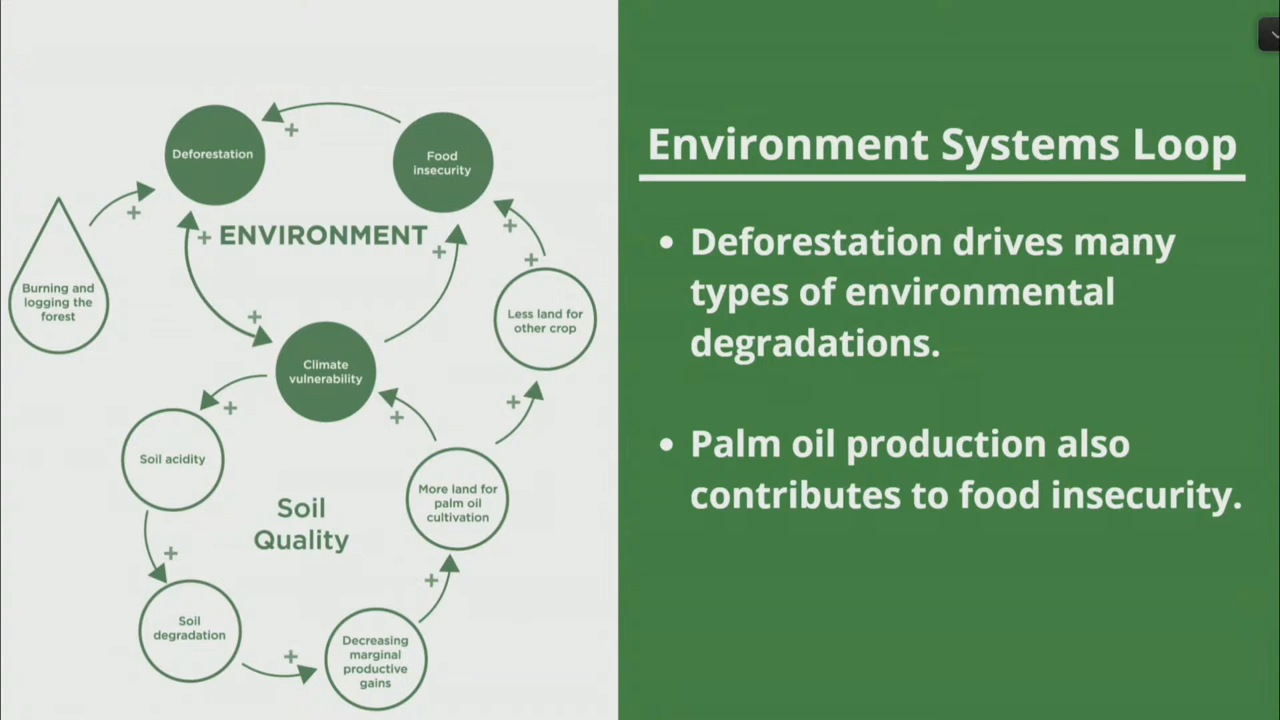 Deforestation
Food
insecurity
+
+
+ ENVIRONMENT
+
+
+
Burning and
logging the
forest
Less land for
other crop
+
Climate
vulnerability
+
+
+
Soil acidity
More land for
palm oil
cultivation
Soil
Quality
+
+
Soil
degradation
+
Decreasing
marginal
productive
gains
Environment Systems Loop
• Deforestation drives many
types of environmental
degradations.
• Palm oil production also
contributes to food insecurity.